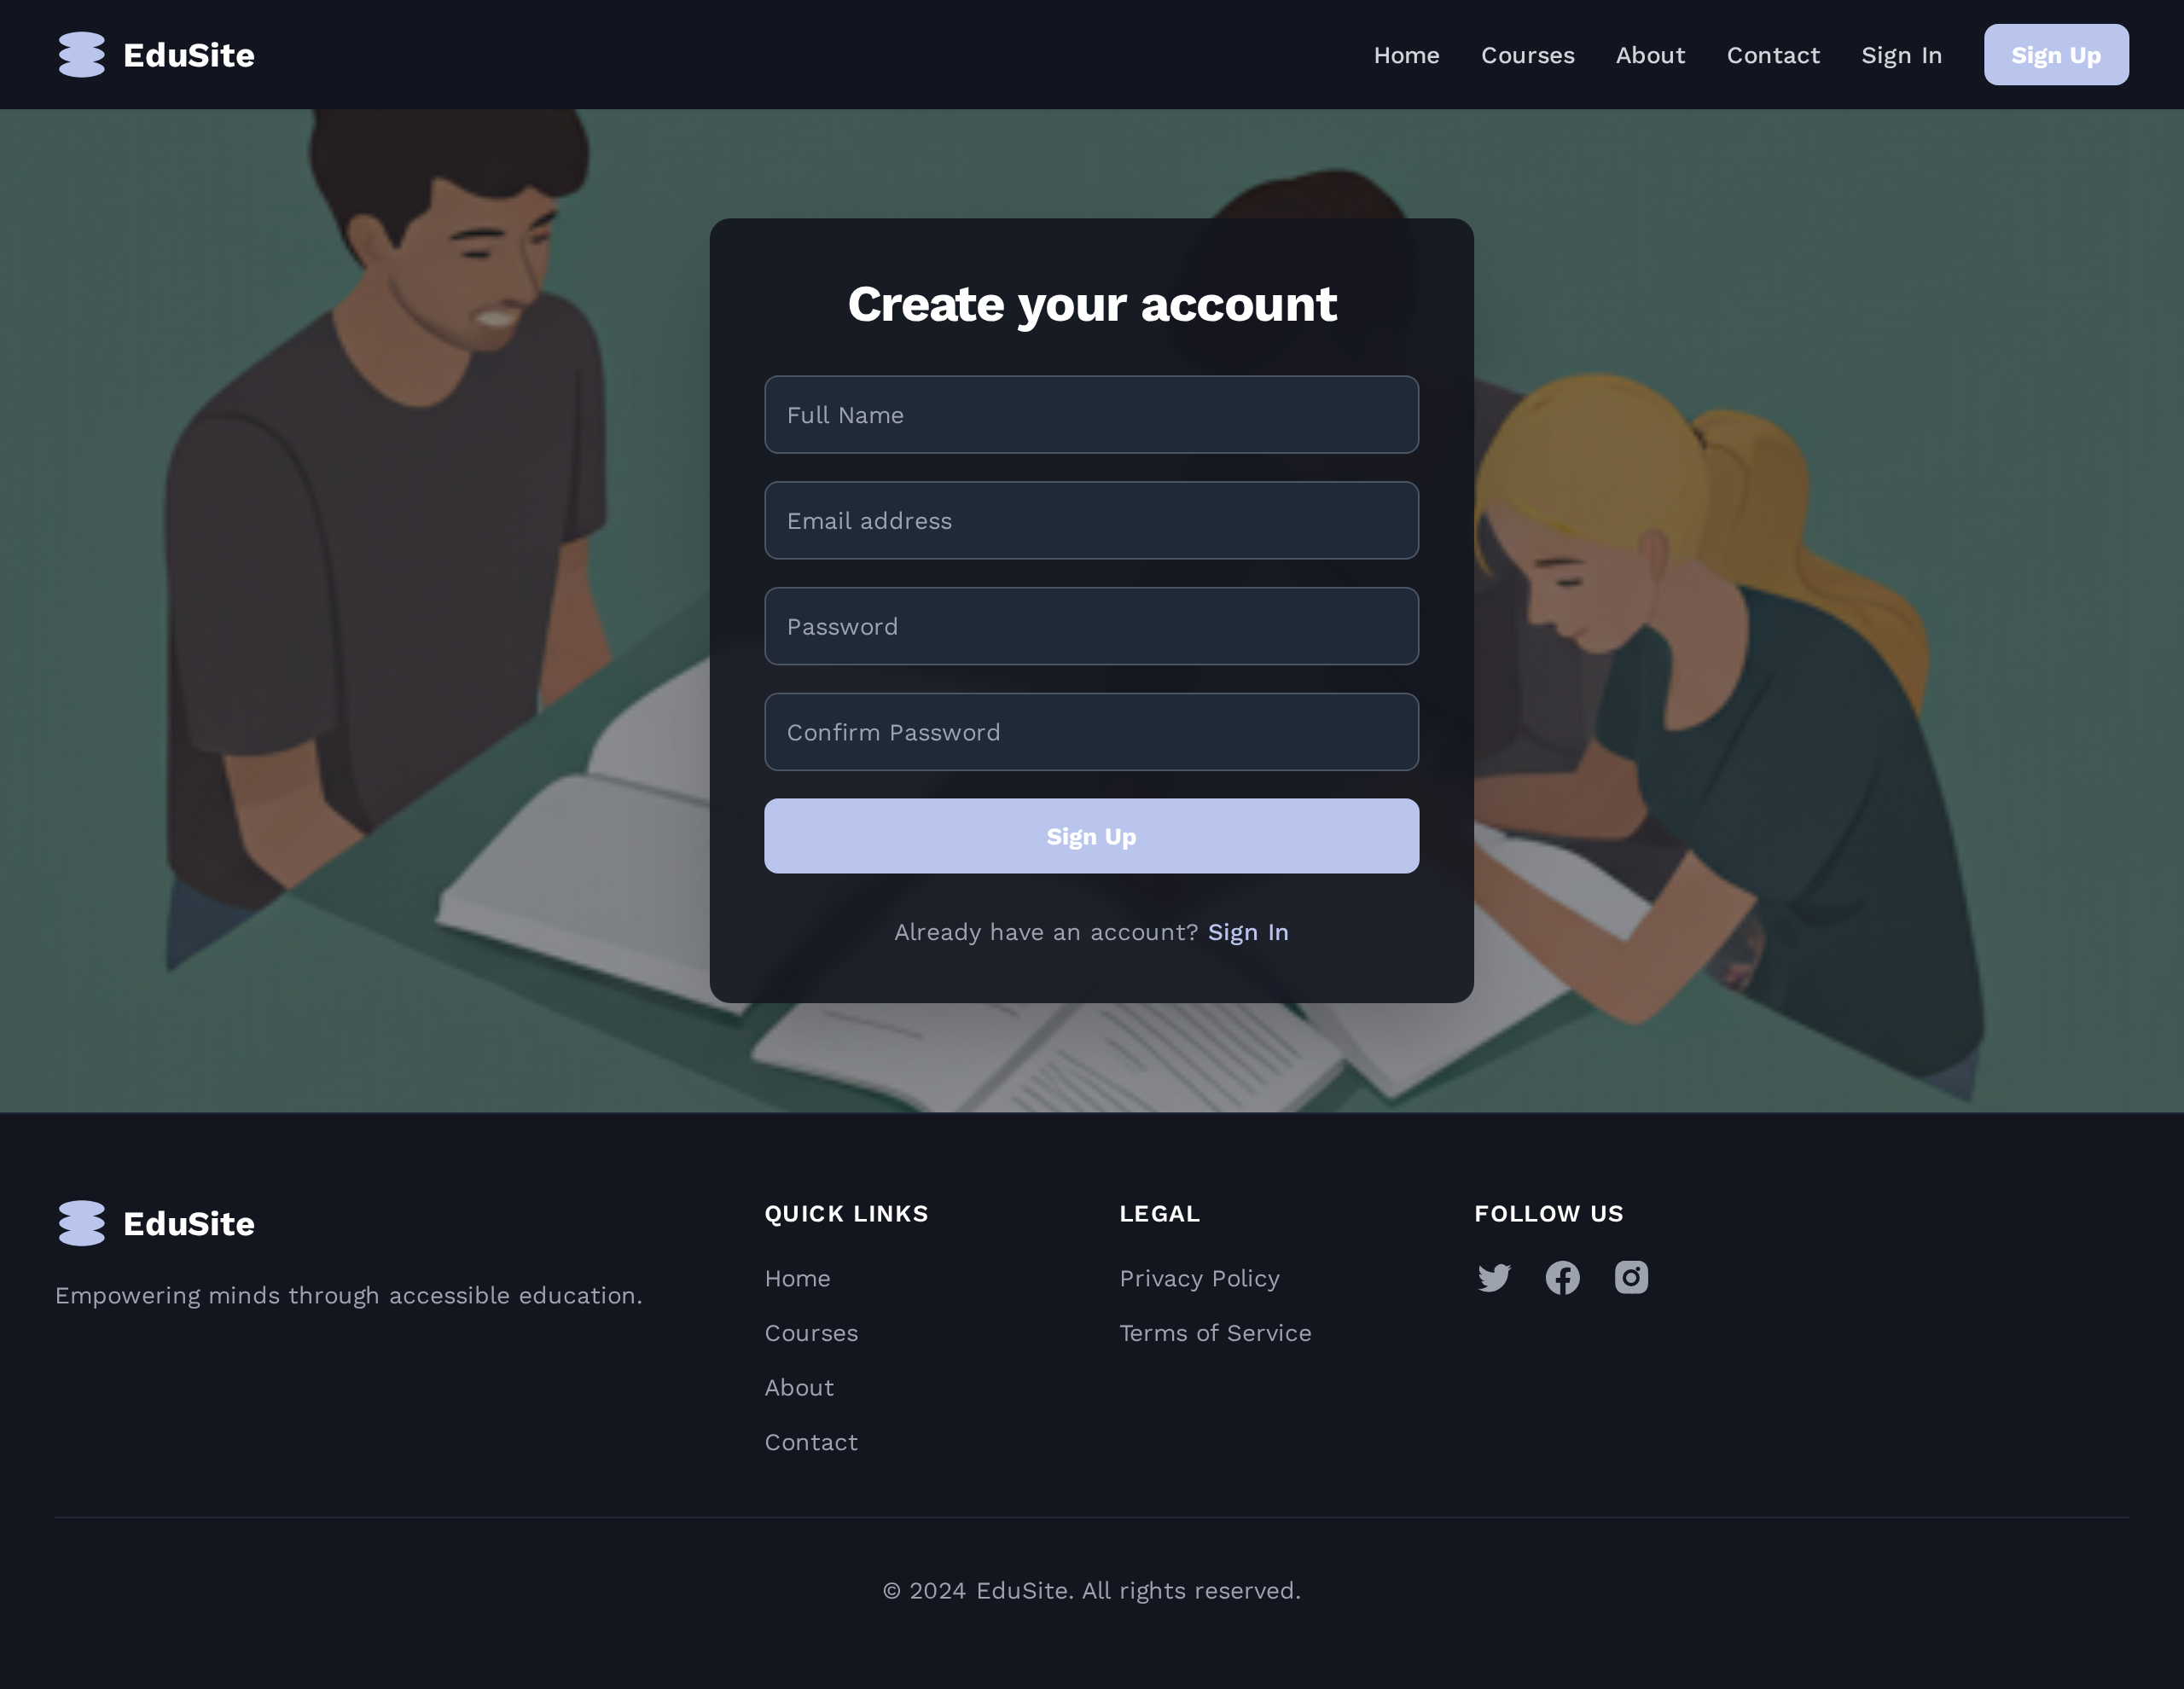 EduSite
Home Courses About Contact Sign In Sign Up
Create your account
Full Name
Email address
Password
Confirm Password
Sign Up
Already have an account? Sign In
EduSite
Empowering minds through accessible education.
QUICK LINKS
Home
Courses
About
Contact
LEGAL
Privacy Policy
Terms of Service
FOLLOW US
© 2024 EduSite. All rights reserved.